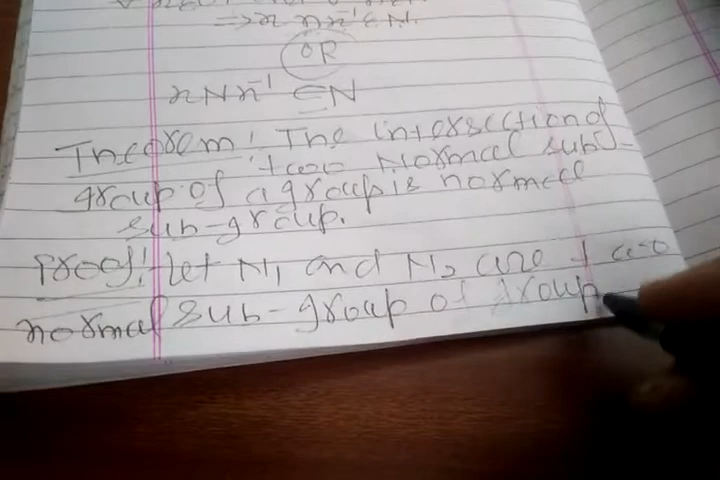 ⇒ x n x⁻¹ ∈ N.
OR
x N x⁻¹ ⊆ N
Theorem: The intersection of
two Normal sub-
group of a group is normal
sub-group.
Proof:- let N₁ and N₂ are two
normal sub-group of group